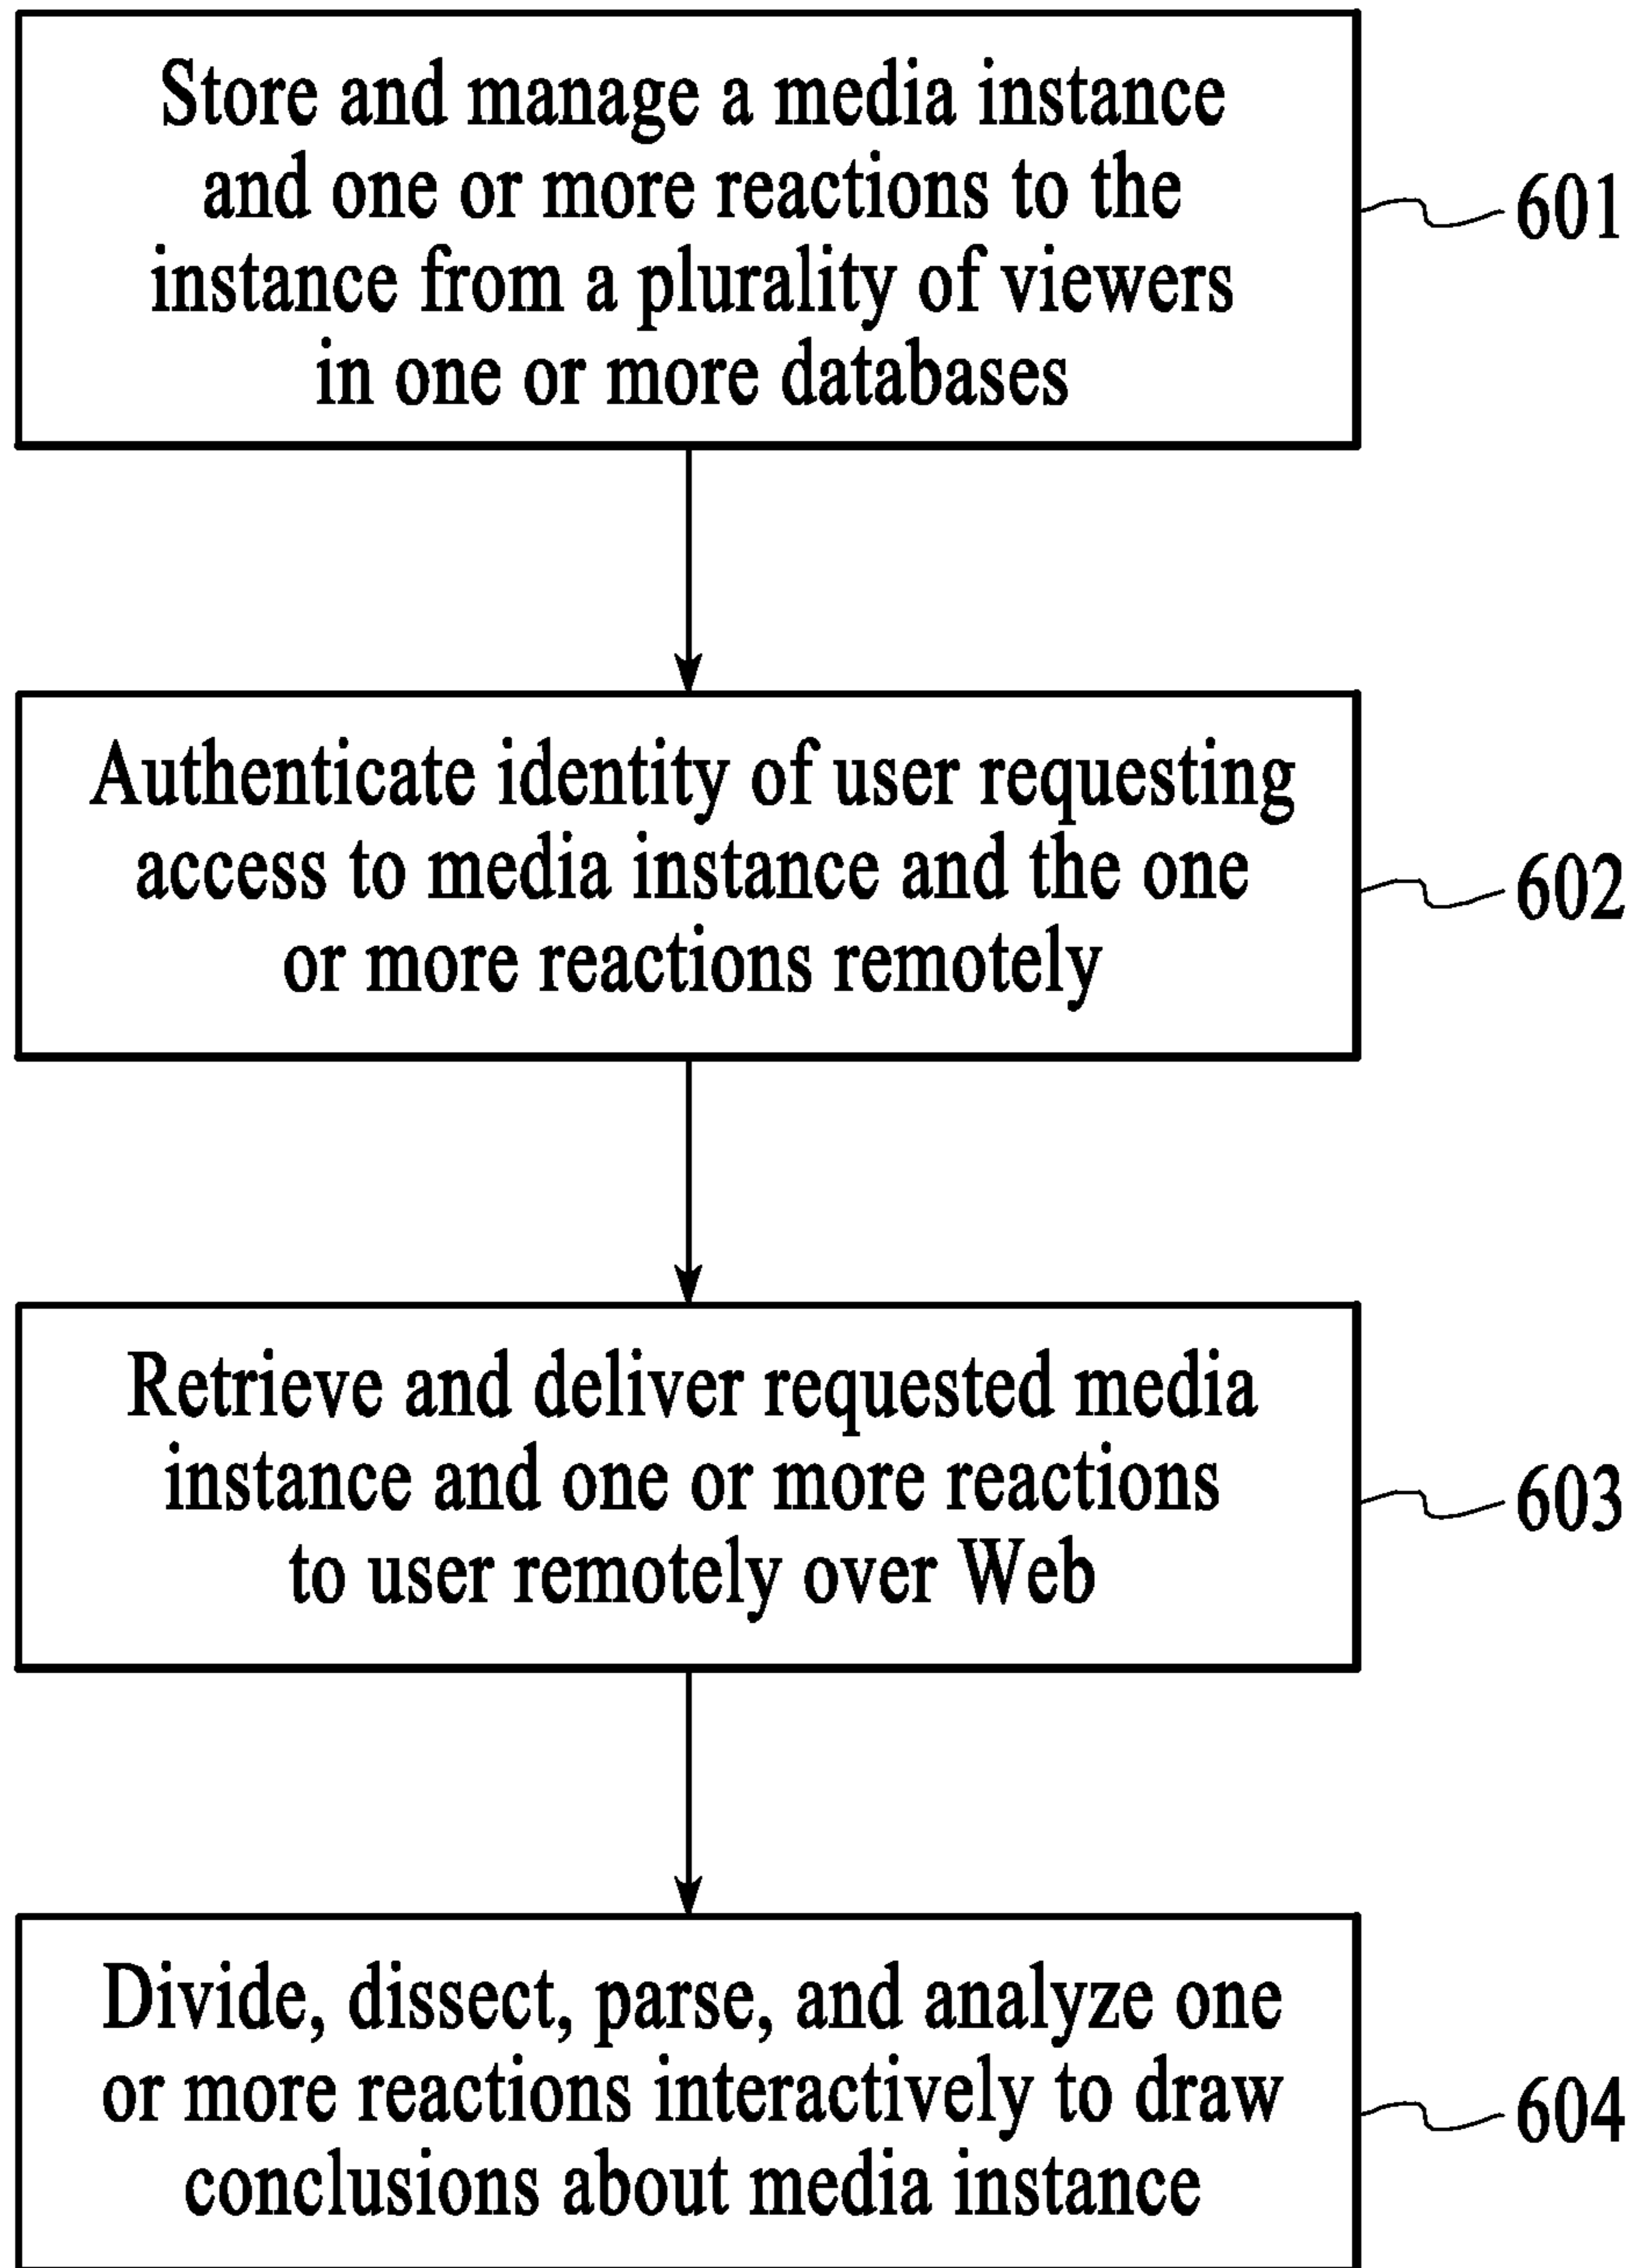 Store and manage a media instance
and one or more reactions to the
instance from a plurality of viewers
in one or more databases
601
Authenticate identity of user requesting
access to media instance and the one
or more reactions remotely
602
Retrieve and deliver requested media
instance and one or more reactions
to user remotely over Web
603
Divide, dissect, parse, and analyze one
or more reactions interactively to draw
conclusions about media instance
604